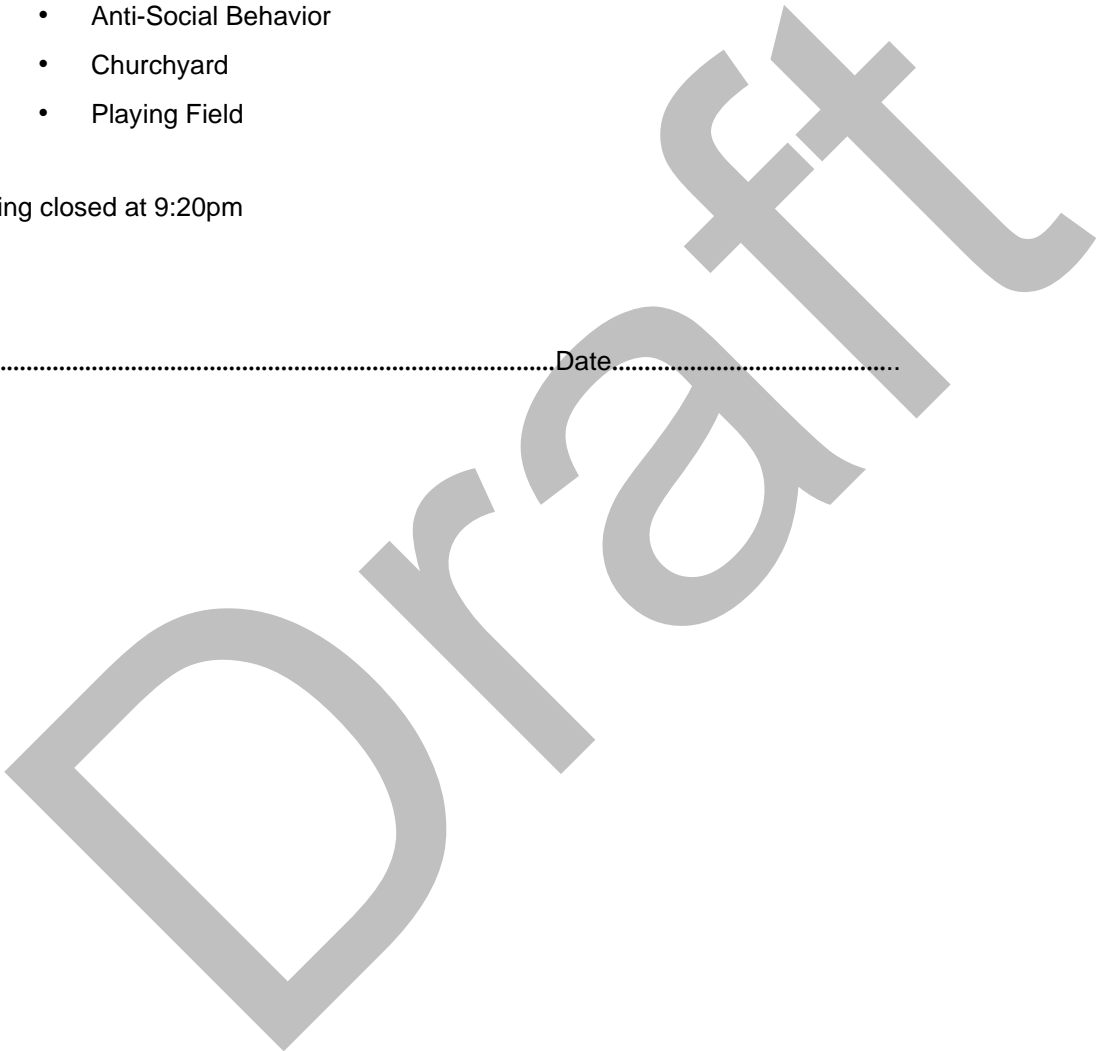 • Anti-Social Behavior
• Churchyard
• Playing Field
ing closed at 9:20pm
..................................................................................Date..........................................
Draft